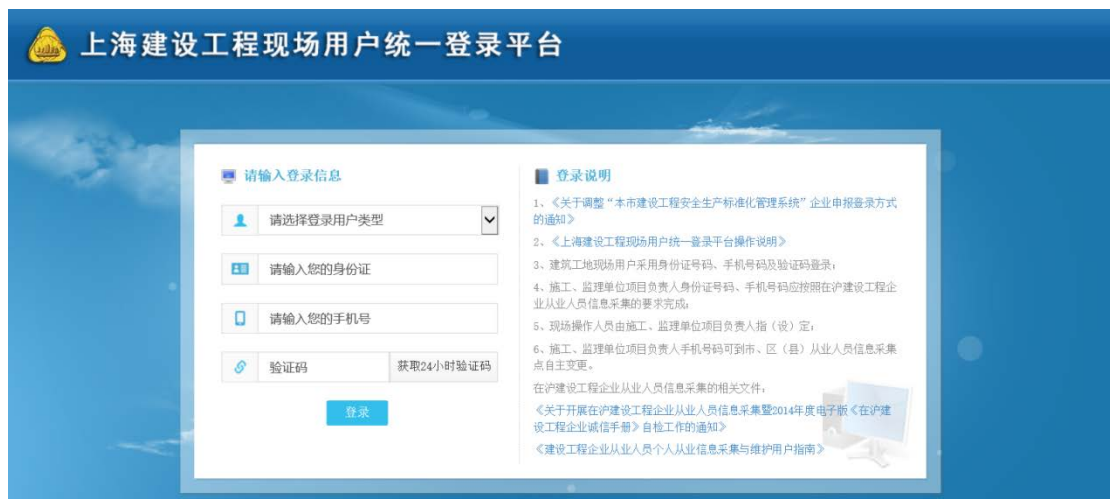 上海建设工程现场用户统一登录平台
请输入登录信息
请选择登录用户类型
请输入您的身份证
请输入您的手机号
验证码
获取24小时验证码
登录
登录说明
1、《关于调整“本市建设工程安全生产标准化管理系统”企业申报登录方式
的通知》
2、《上海建设工程现场用户统一登录平台操作说明》
3、建筑工地现场用户采用身份证号码、手机号码及验证码登录；
4、施工、监理单位项目负责人身份证号码、手机号码应按照在沪建设工程企
业从业人员信息采集的要求完成；
5、现场操作人员由施工、监理单位项目负责人指（设）定；
6、施工、监理单位项目负责人手机号码可到市、区（县）从业人员信息采集
点自主变更。
在沪建设工程企业从业人员信息采集的相关文件：
《关于开展在沪建设工程企业从业人员信息采集暨2014年度电子版《在沪建
设工程企业诚信手册》自检工作的通知》
《建设工程企业从业人员个人从业信息采集与维护用户指南》